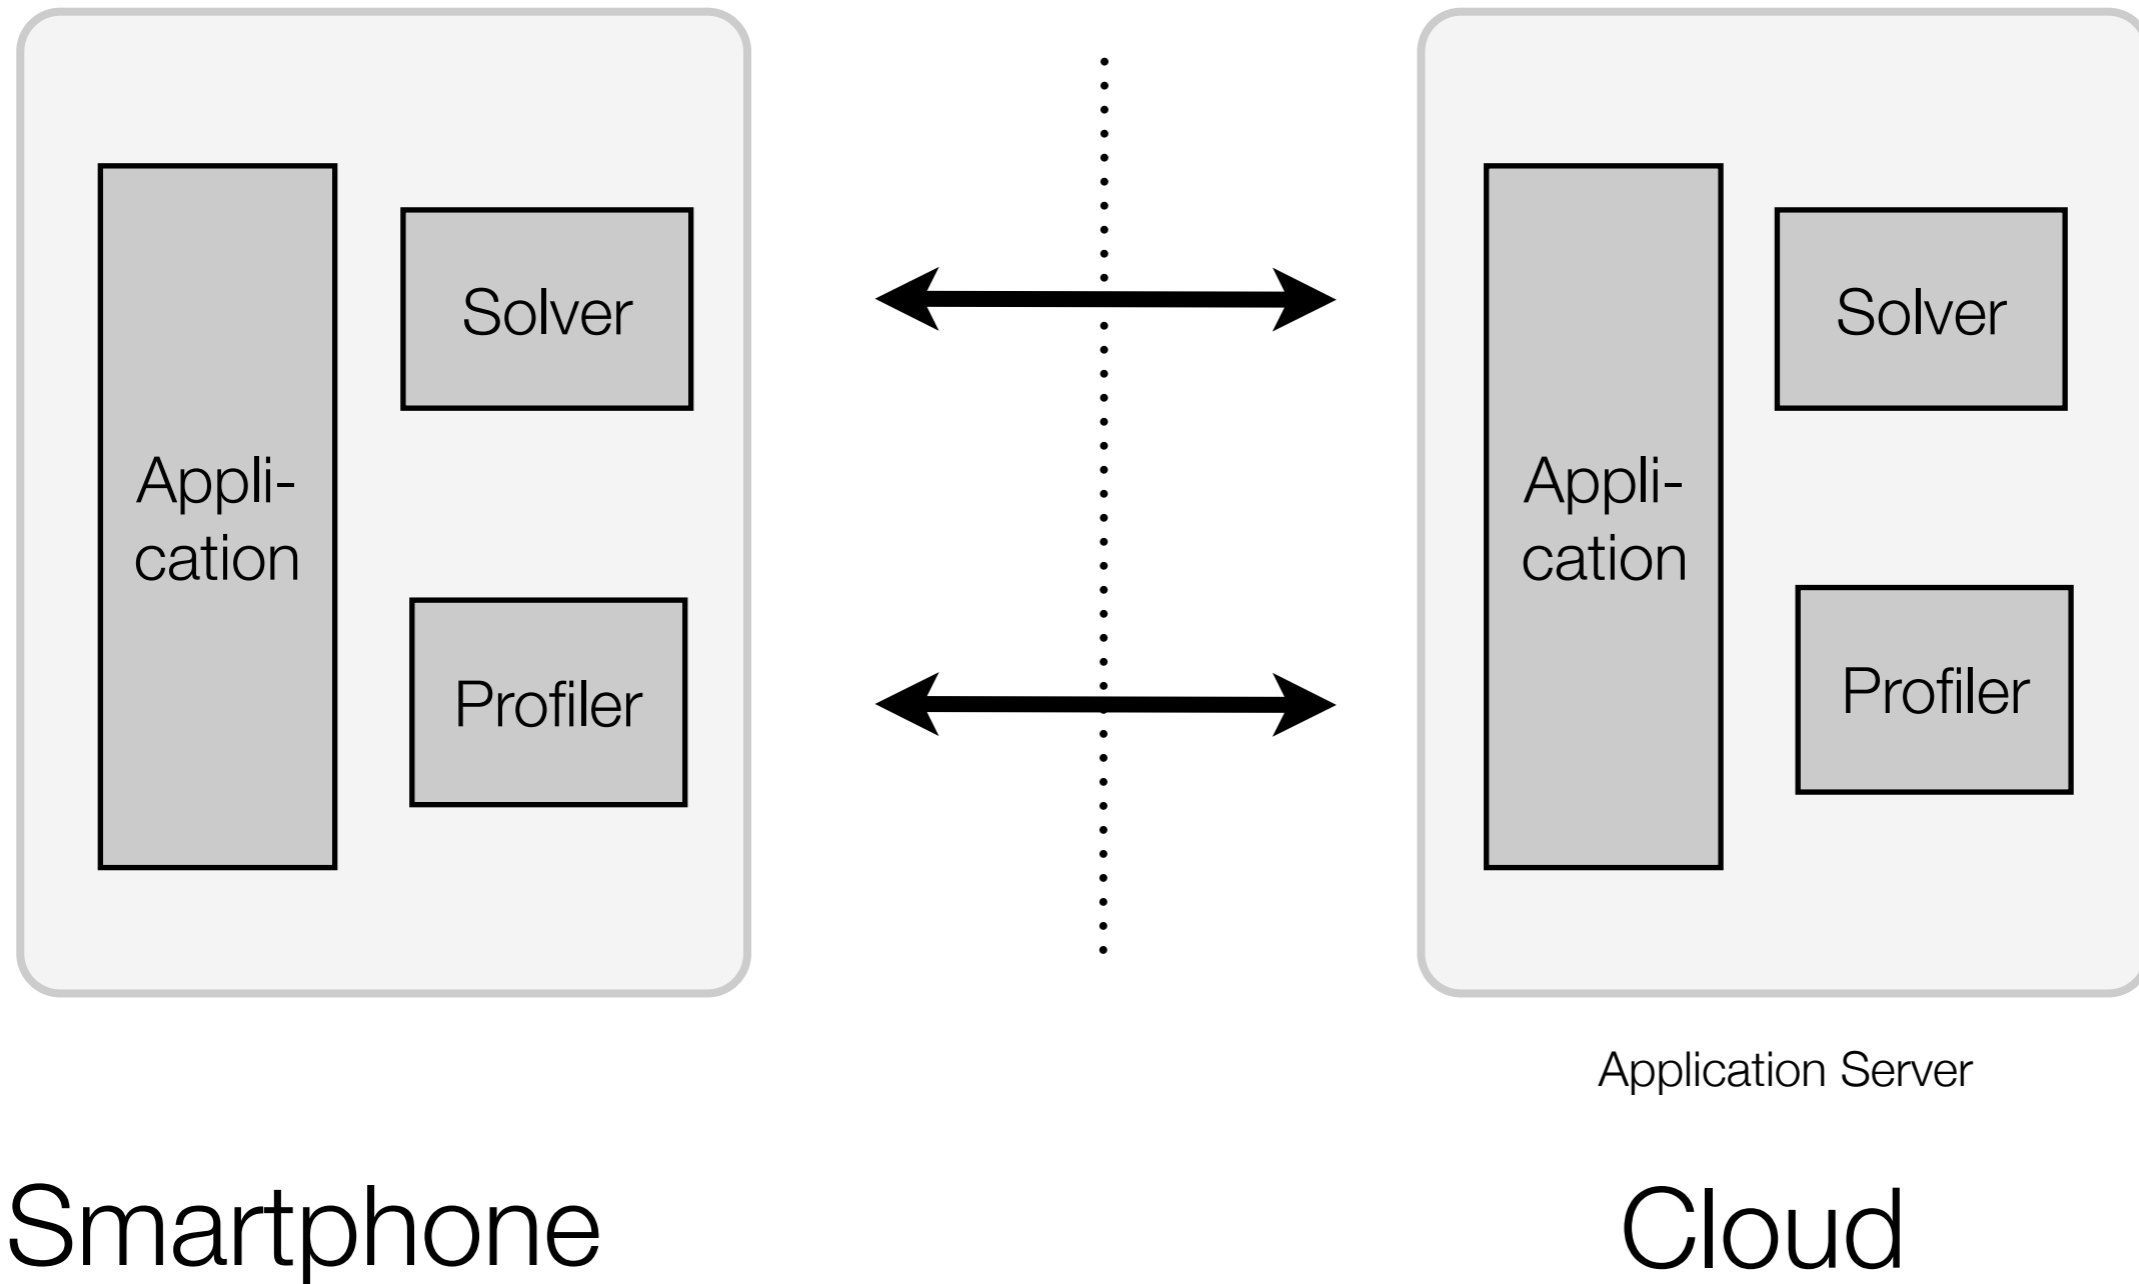 Appli-
cation
Solver
Profiler
Appli-
cation
Solver
Profiler
Application Server
Smartphone
Cloud